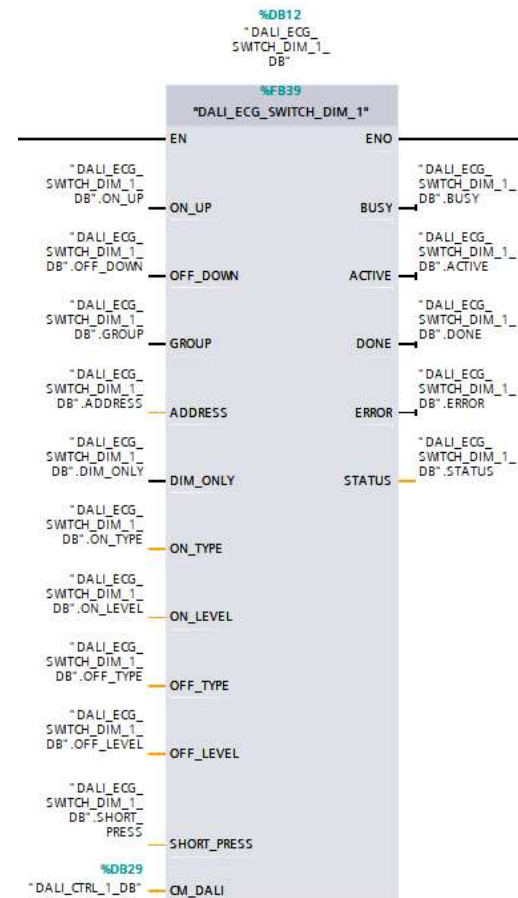 %DB12
"DALI_ECG_
SWITCH_DIM_1_
DB"
%FB39
"DALI_ECG_SWITCH_DIM_1"
EN ENO
"DALI_ECG_
SWITCH_DIM_1_
DB".ON_UP
ON_UP
"DALI_ECG_
SWITCH_DIM_1_
DB".BUSY
BUSY
"DALI_ECG_
SWITCH_DIM_1_
DB".OFF_DOWN
OFF_DOWN
"DALI_ECG_
SWITCH_DIM_1_
DB".ACTIVE
ACTIVE
"DALI_ECG_
SWITCH_DIM_1_
DB".GROUP
GROUP
"DALI_ECG_
SWITCH_DIM_1_
DB".DONE
DONE
"DALI_ECG_
SWITCH_DIM_1_
DB".ADDRESS
ADDRESS
"DALI_ECG_
SWITCH_DIM_1_
DB".ERROR
ERROR
"DALI_ECG_
SWITCH_DIM_1_
DB".DIM_ONLY
DIM_ONLY
"DALI_ECG_
SWITCH_DIM_1_
DB".STATUS
STATUS
"DALI_ECG_
SWITCH_DIM_1_
DB".ON_TYPE
ON_TYPE
"DALI_ECG_
SWITCH_DIM_1_
DB".ON_LEVEL
ON_LEVEL
"DALI_ECG_
SWITCH_DIM_1_
DB".OFF_TYPE
OFF_TYPE
"DALI_ECG_
SWITCH_DIM_1_
DB".OFF_LEVEL
OFF_LEVEL
"DALI_ECG_
SWITCH_DIM_1_
DB".SHORT_
PRESS
SHORT_PRESS
%DB29
"DALI_CTRL_1_DB"
CM_DALI